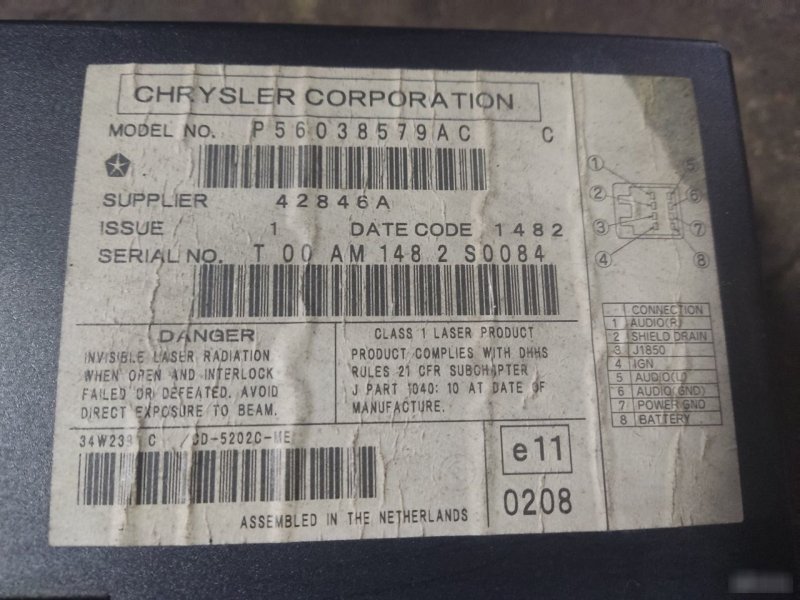 CHRYSLER CORPORATION
MODEL NO. P56038579AC C
SUPPLIER 42846A
ISSUE 1 DATE CODE 1482
SERIAL NO. T 00 AM 148 2 S0084
DANGER
INVISIBLE LASER RADIATION
WHEN OPEN AND INTERLOCK
FAILED OR DEFEATED. AVOID
DIRECT EXPOSURE TO BEAM.
CLASS 1 LASER PRODUCT
PRODUCT COMPLIES WITH DHHS
RULES 21 CFR SUBCHAPTER
J PART 1040: 10 AT DATE OF
MANUFACTURE.
C CD-5202C-ME
ASSEMBLED IN THE NETHERLANDS
e11
0208
1 5
2 6
3 7
4 8
CONNECTION
1 AUDIO(R)
2 SHIELD DRAIN
3 J1850
4 IGN
5 AUDIO(L)
6 AUDIO(GND)
7 POWER GND
8 BATTERY